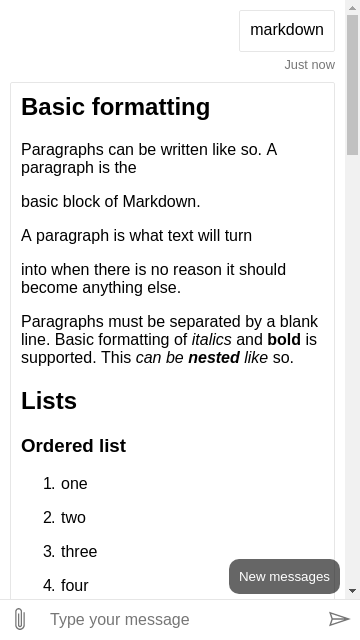 markdown
Just now
Basic formatting
Paragraphs can be written like so. A
paragraph is the
basic block of Markdown.
A paragraph is what text will turn
into when there is no reason it should
become anything else.
Paragraphs must be separated by a blank
line. Basic formatting of italics and bold is
supported. This can be nested like so.
Lists
Ordered list
1. one
2. two
3. three
4. four
New messages
Type your message